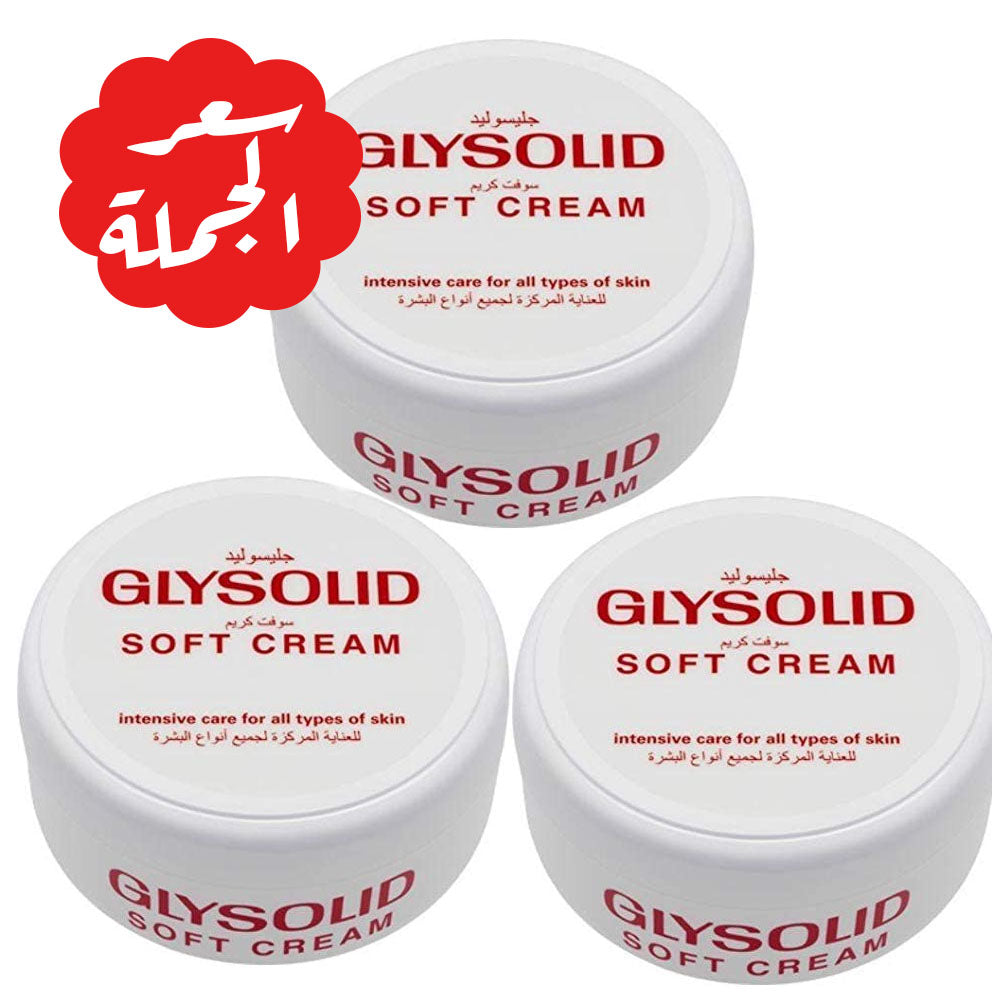 سعر
الجملة
جليسوليد
GLYSOLID
سوفت كريم
SOFT CREAM
intensive care for all types of skin
للعناية المركزة لجميع أنواع البشرة
GLYSOLID
SOFT CREAM
جليسوليد
GLYSOLID
سوفت كريم
SOFT CREAM
intensive care for all types of skin
للعناية المركزة لجميع أنواع البشرة
GLYSOLID
SOFT CREAM
جليسوليد
GLYSOLID
سوفت كريم
SOFT CREAM
intensive care for all types of skin
للعناية المركزة لجميع أنواع البشرة
GLYSOLID
SOFT CREAM